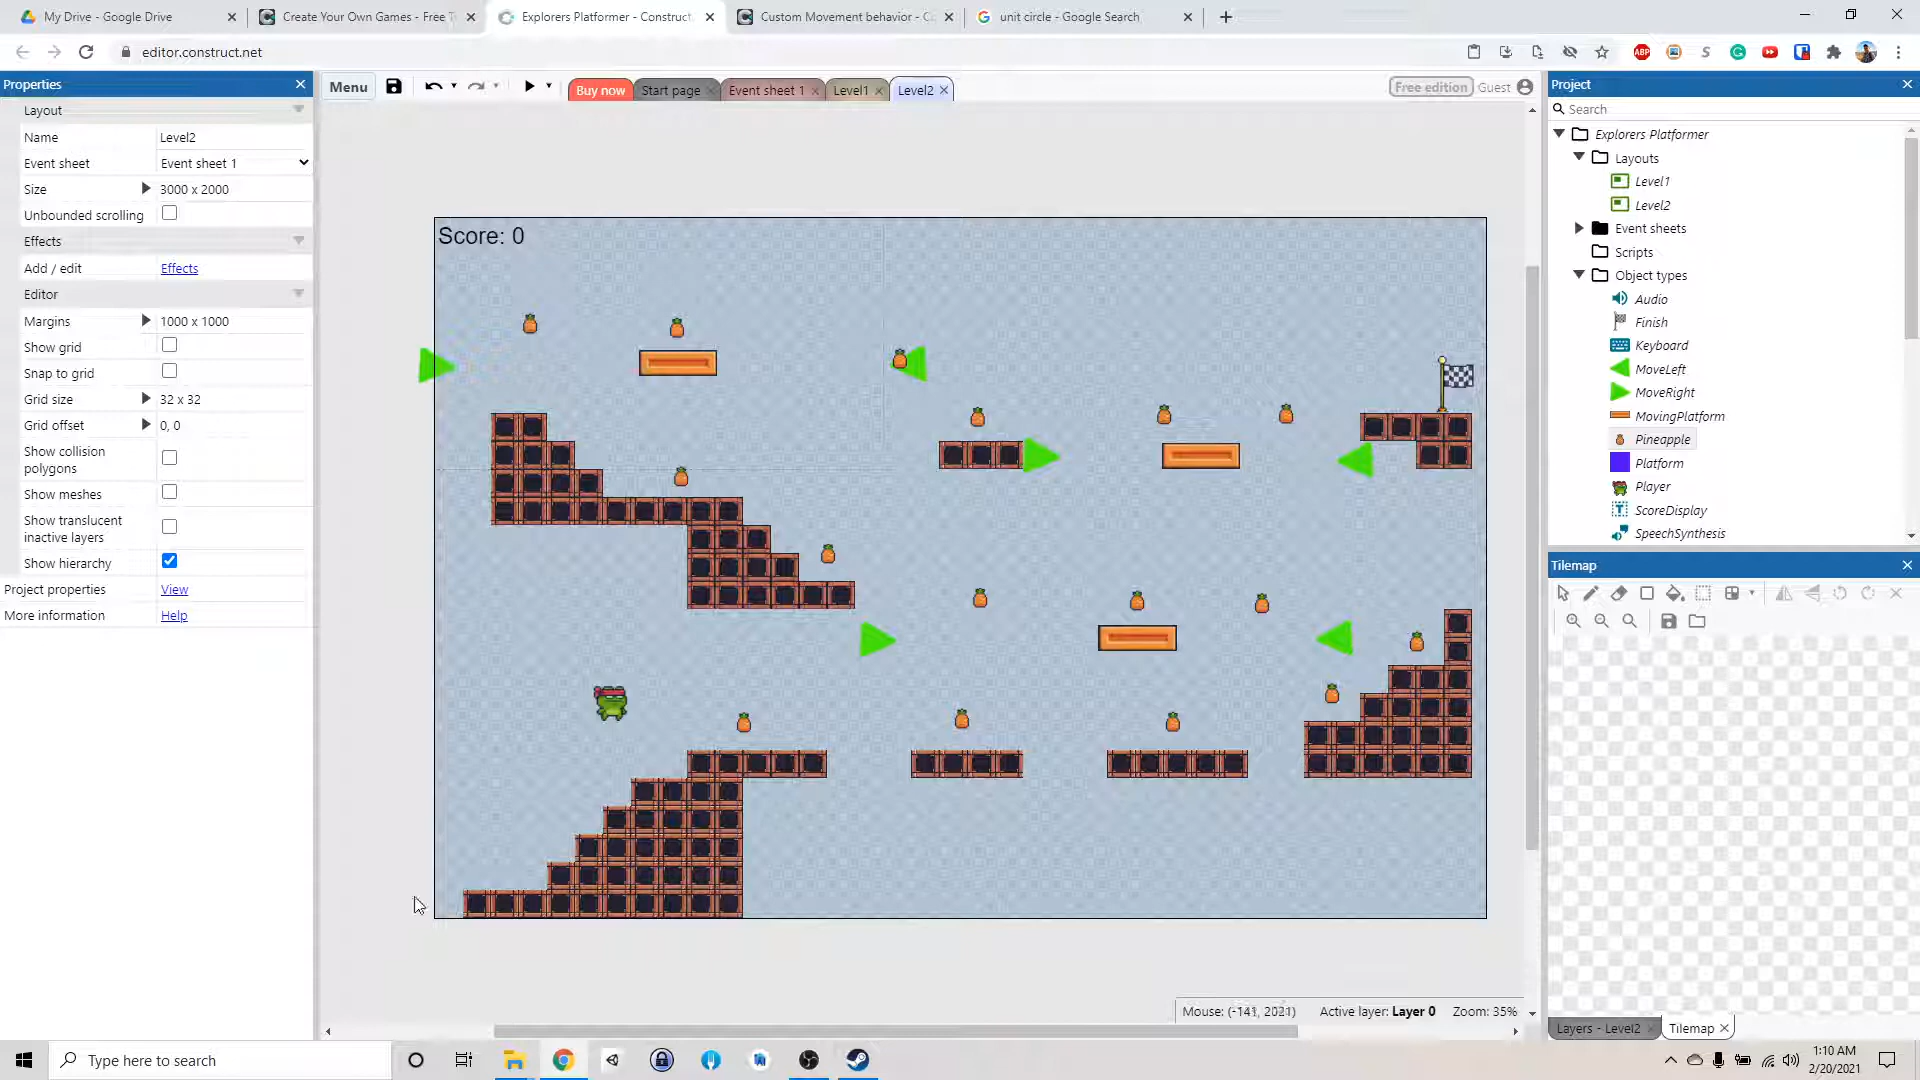 My Drive - Google Drive
Create Your Own Games - Free T
Explorers Platformer - Construct
Custom Movement behavior - C
unit circle - Google Search
editor.construct.net
ABP
Properties
Menu
Buy now
Start page
Event sheet 1
Level1
Level2
Free edition
Guest
Project
Layout
Name
Level2
Event sheet
Event sheet 1
Size
3000 x 2000
Unbounded scrolling
Effects
Add / edit
Effects
Editor
Margins
1000 x 1000
Show grid
Snap to grid
Grid size
32 x 32
Grid offset
0, 0
Show collision
polygons
Show meshes
Show translucent
inactive layers
Show hierarchy
Project properties
View
More information
Help
Score: 0
Search
Explorers Platformer
Layouts
Level1
Level2
Event sheets
Scripts
Object types
Audio
Finish
Keyboard
MoveLeft
MoveRight
MovingPlatform
Pineapple
Platform
Player
ScoreDisplay
SpeechSynthesis
Tilemap
Mouse: (-141, 2021)
Active layer: Layer 0
Zoom: 35%
Layers - Level2
Tilemap
Type here to search
1:10 AM
2/20/2021